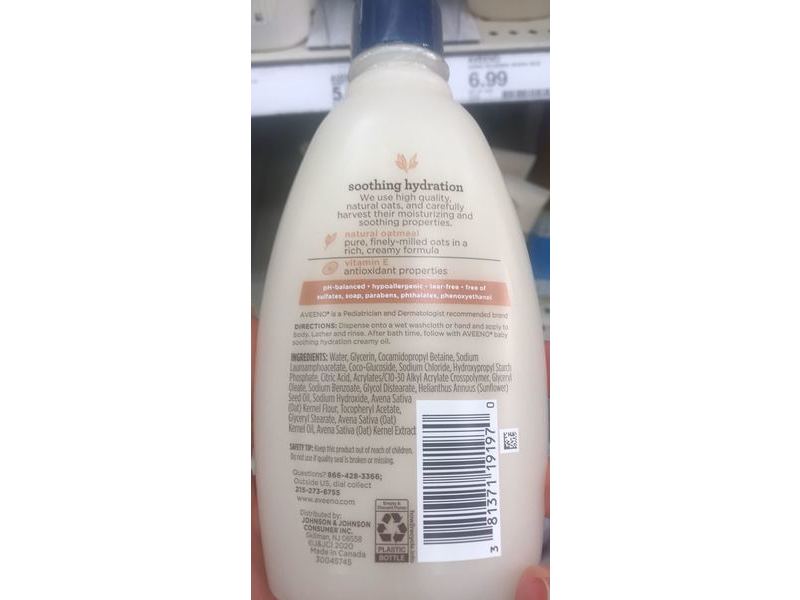 5.
6.99
soothing hydration
We use high quality,
natural oats, and carefully
harvest their moisturizing and
soothing properties.
natural oatmeal
pure, finely-milled oats in a
rich, creamy formula
vitamin E
antioxidant properties
pH-balanced • hypoallergenic • tear-free • free of
sulfates, soap, parabens, phthalates, phenoxyethanol
AVEENO® is a Pediatrician and Dermatologist recommended brand
DIRECTIONS: Dispense onto a wet washcloth or hand and apply to
body. Lather and rinse. After bath time, follow with AVEENO® baby
soothing hydration creamy oil.
INGREDIENTS: Water, Glycerin, Cocamidopropyl Betaine, Sodium
Lauroamphoacetate, Coco-Glucoside, Sodium Chloride, Hydroxypropyl Starch
Phosphate, Citric Acid, Acrylates/C10-30 Alkyl Acrylate Crosspolymer, Glyceryl
Oleate, Sodium Benzoate, Glycol Distearate, Helianthus Annuus (Sunflower)
Seed Oil, Sodium Hydroxide, Avena Sativa
(Oat) Kernel Flour, Tocopheryl Acetate,
Glyceryl Stearate, Avena Sativa (Oat)
Kernel Oil, Avena Sativa (Oat) Kernel Extract
SAFETY TIP: Keep this product out of reach of children.
Do not use if quality seal is broken or missing.
Questions? 866-428-3366;
Outside US, dial collect
215-273-8755
www.aveeno.com
Distributed by:
JOHNSON & JOHNSON
CONSUMER INC.
Skillman, NJ 08558
©J&JCI 2020
Made in Canada
30045745
Empty &
Replace Pump
PLASTIC
BOTTLE
how2recycle.info
3 81371 19197 0